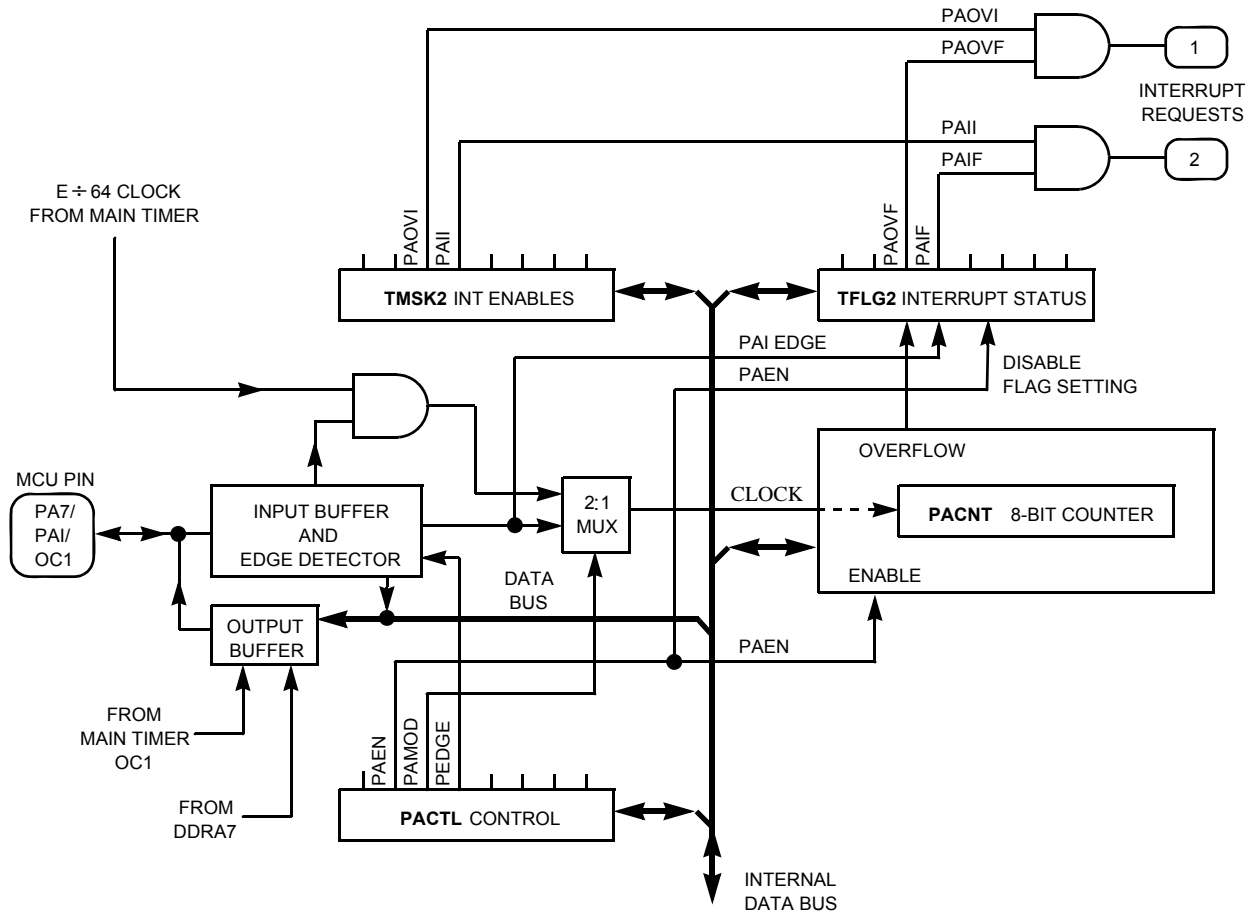 PAOVI
PAOVF
1
INTERRUPT
REQUESTS
PAII
PAIF
2
E ÷ 64 CLOCK
FROM MAIN TIMER
PAOVI
PAII
PAOVF
PAIF
TMSK2 INT ENABLES
TFLG2 INTERRUPT STATUS
PAI EDGE
PAEN
DISABLE
FLAG SETTING
OVERFLOW
MCU PIN
PA7/
PAI/
OC1
INPUT BUFFER
AND
EDGE DETECTOR
2:1
MUX
CLOCK
PACNT 8-BIT COUNTER
ENABLE
DATA
BUS
OUTPUT
BUFFER
PAEN
FROM
MAIN TIMER
OC1
PAEN
PAMOD
PEDGE
FROM
DDRA7
PACTL CONTROL
INTERNAL
DATA BUS